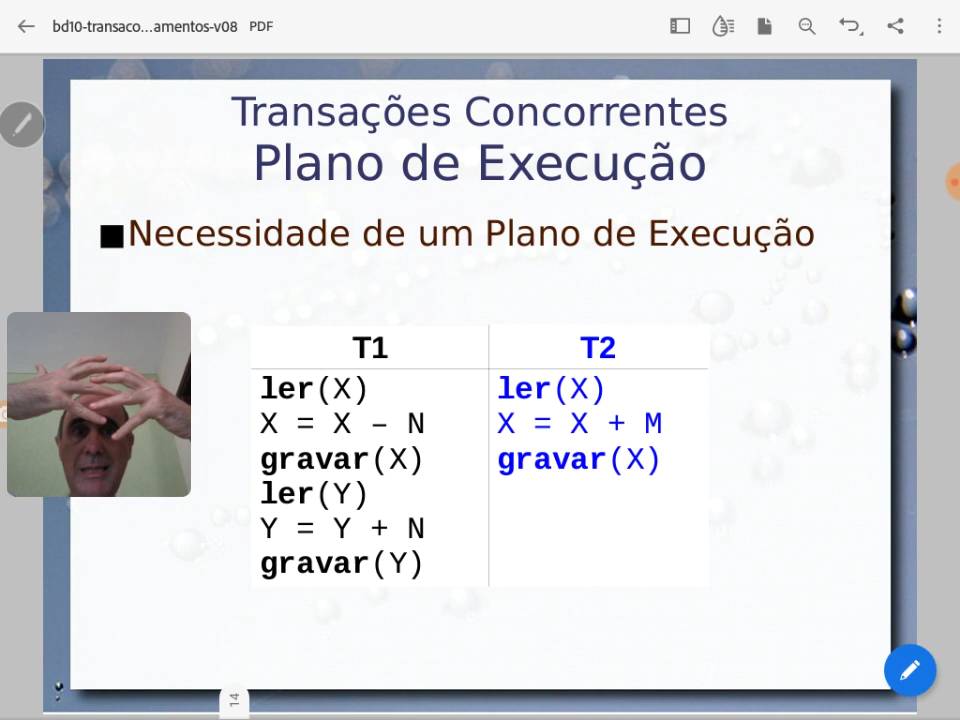 bd10-transaco...amentos-v08 PDF
Transações Concorrentes
Plano de Execução
Necessidade de um Plano de Execução
T1 T2
ler(X) ler(X)
X = X – N X = X + M
gravar(X) gravar(X)
ler(Y)
Y = Y + N
gravar(Y)
14